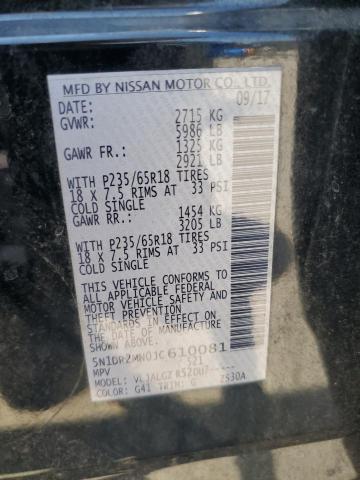 MFD BY NISSAN MOTOR CO., LTD.
DATE: 09/17
GVWR: 2715 KG
5986 LB
GAWR FR.: 1325 KG
2921 LB
WITH P235/65R18 TIRES
18 X 7.5 RIMS AT 33 PSI
COLD SINGLE
GAWR RR.: 1454 KG
3205 LB
WITH P235/65R18 TIRES
18 X 7.5 RIMS AT 33 PSI
COLD SINGLE
THIS VEHICLE CONFORMS TO
ALL APPLICABLE FEDERAL
MOTOR VEHICLE SAFETY AND
THEFT PREVENTION
STANDARDS IN EFFECT ON
THE DATE OF MANUFACTURE
SHOWN ABOVE.
5N1DR2MN0JC610081
MPV 521
MODEL:
COLOR: G41 TRIM: G